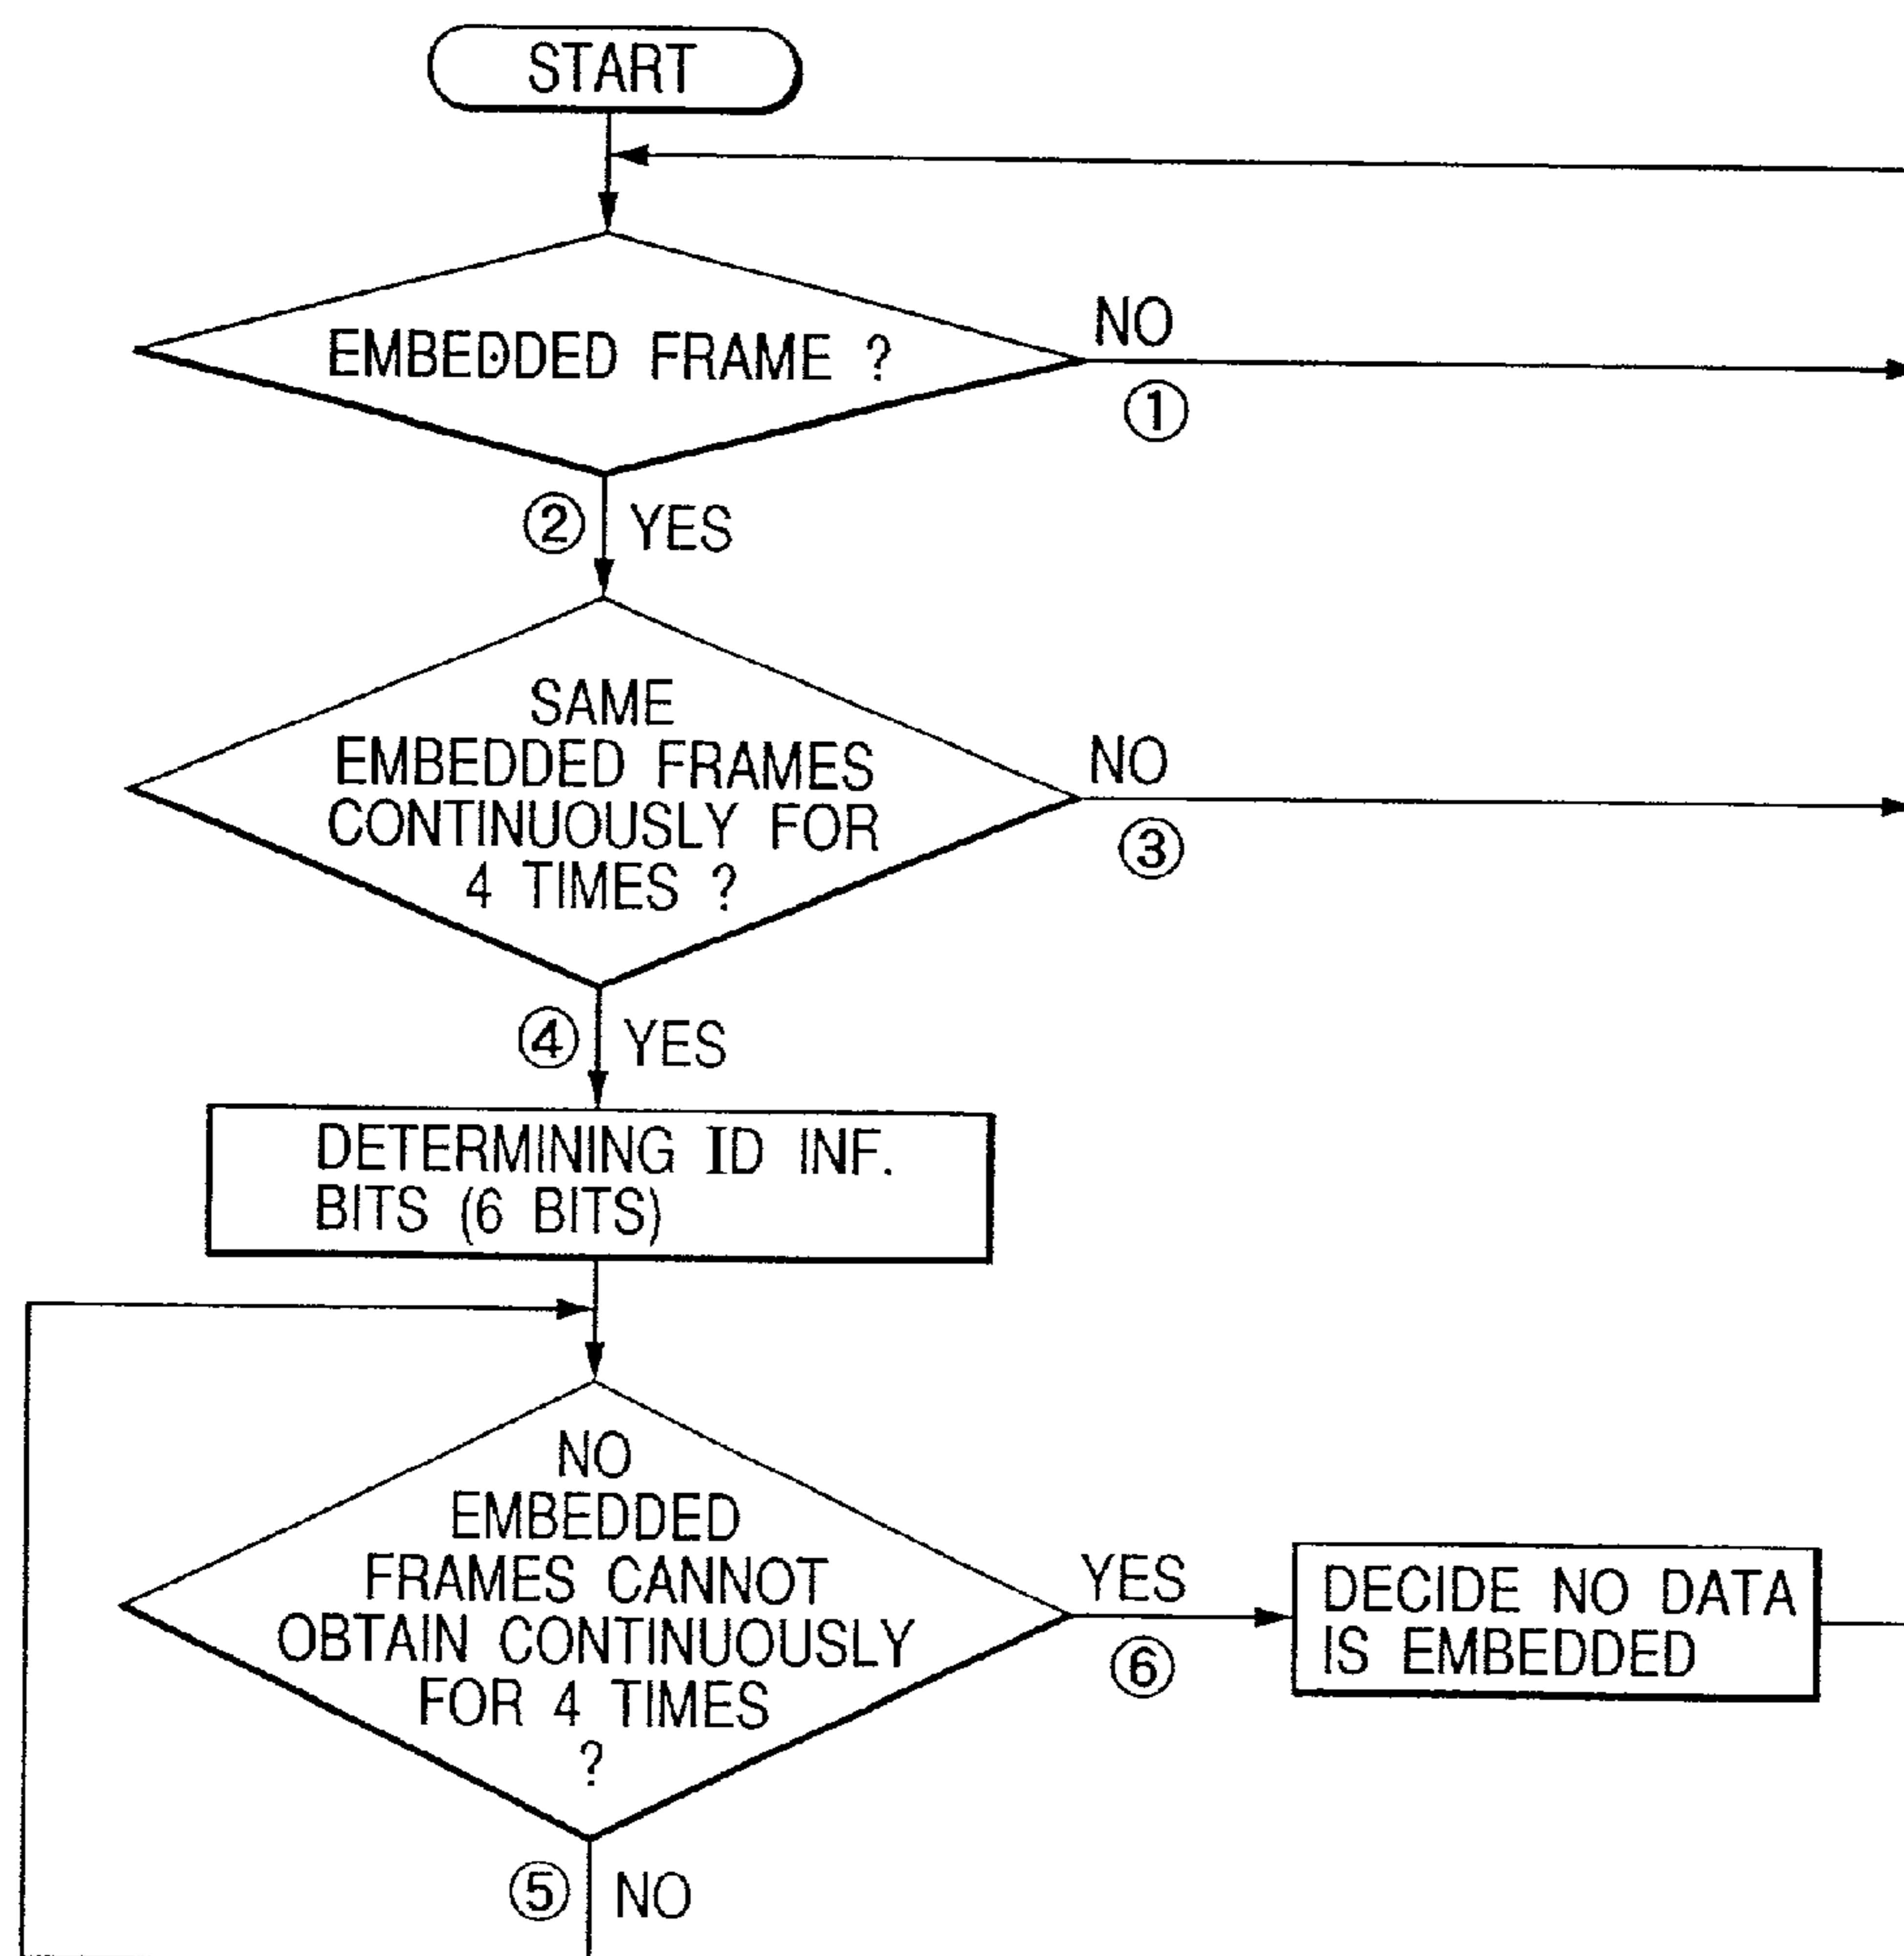 START
EMBEDDED FRAME ?
NO
①
②
YES
SAME
EMBEDDED FRAMES
CONTINUOUSLY FOR
4 TIMES ?
NO
③
④
YES
DETERMINING ID INF.
BITS (6 BITS)
NO
EMBEDDED
FRAMES CANNOT
OBTAIN CONTINUOUSLY
FOR 4 TIMES
?
YES
⑥
DECIDE NO DATA
IS EMBEDDED
⑤
NO